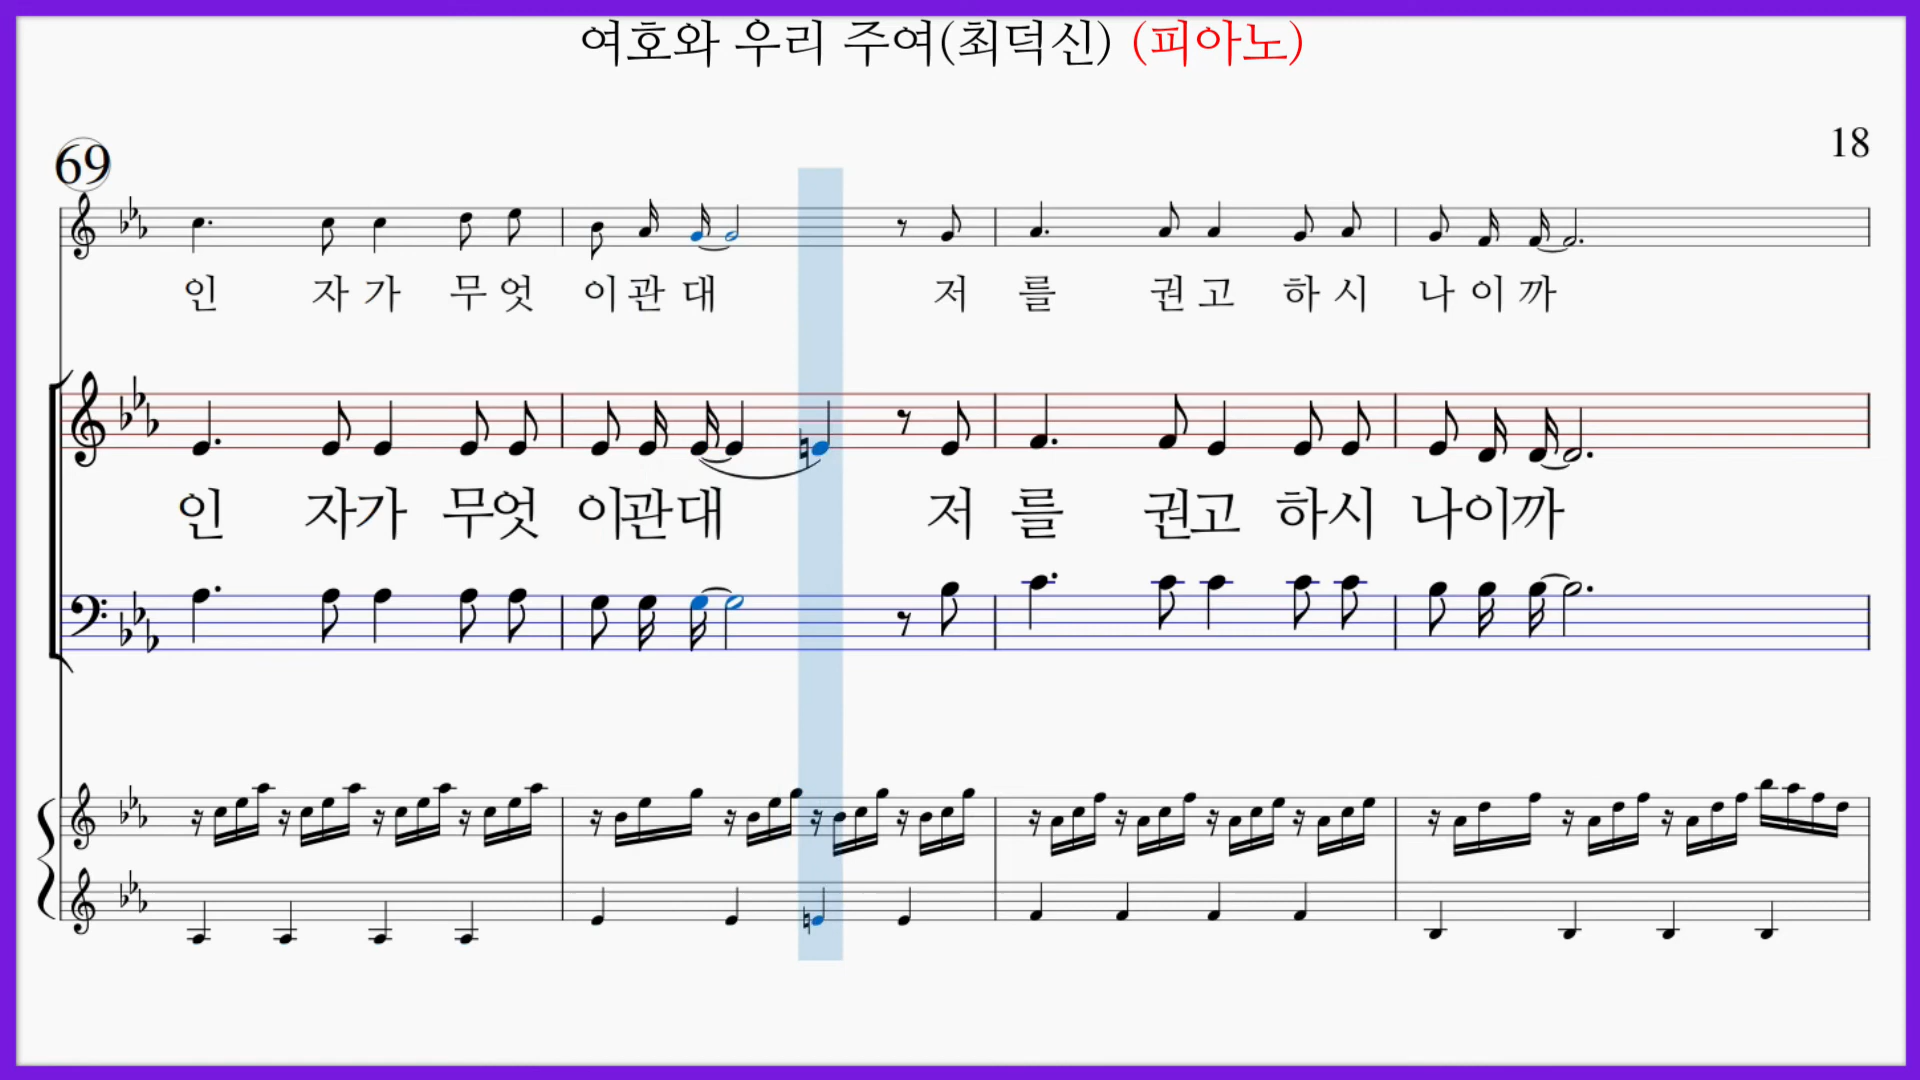 여호와 우리 주여(최덕신) (피아노)
69
18
인 자 가 무 엇 이 관 대 저 를 권 고 하 시 나 이 까
인 자가 무엇 이관대 저 를 권고 하시 나이까